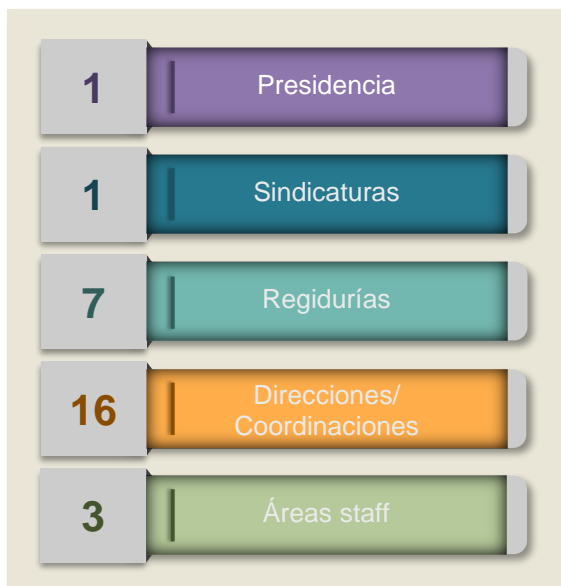 1 Presidencia
1 Sindicaturas
7 Regidurías
16 Direcciones/
Coordinaciones
3 Áreas staff